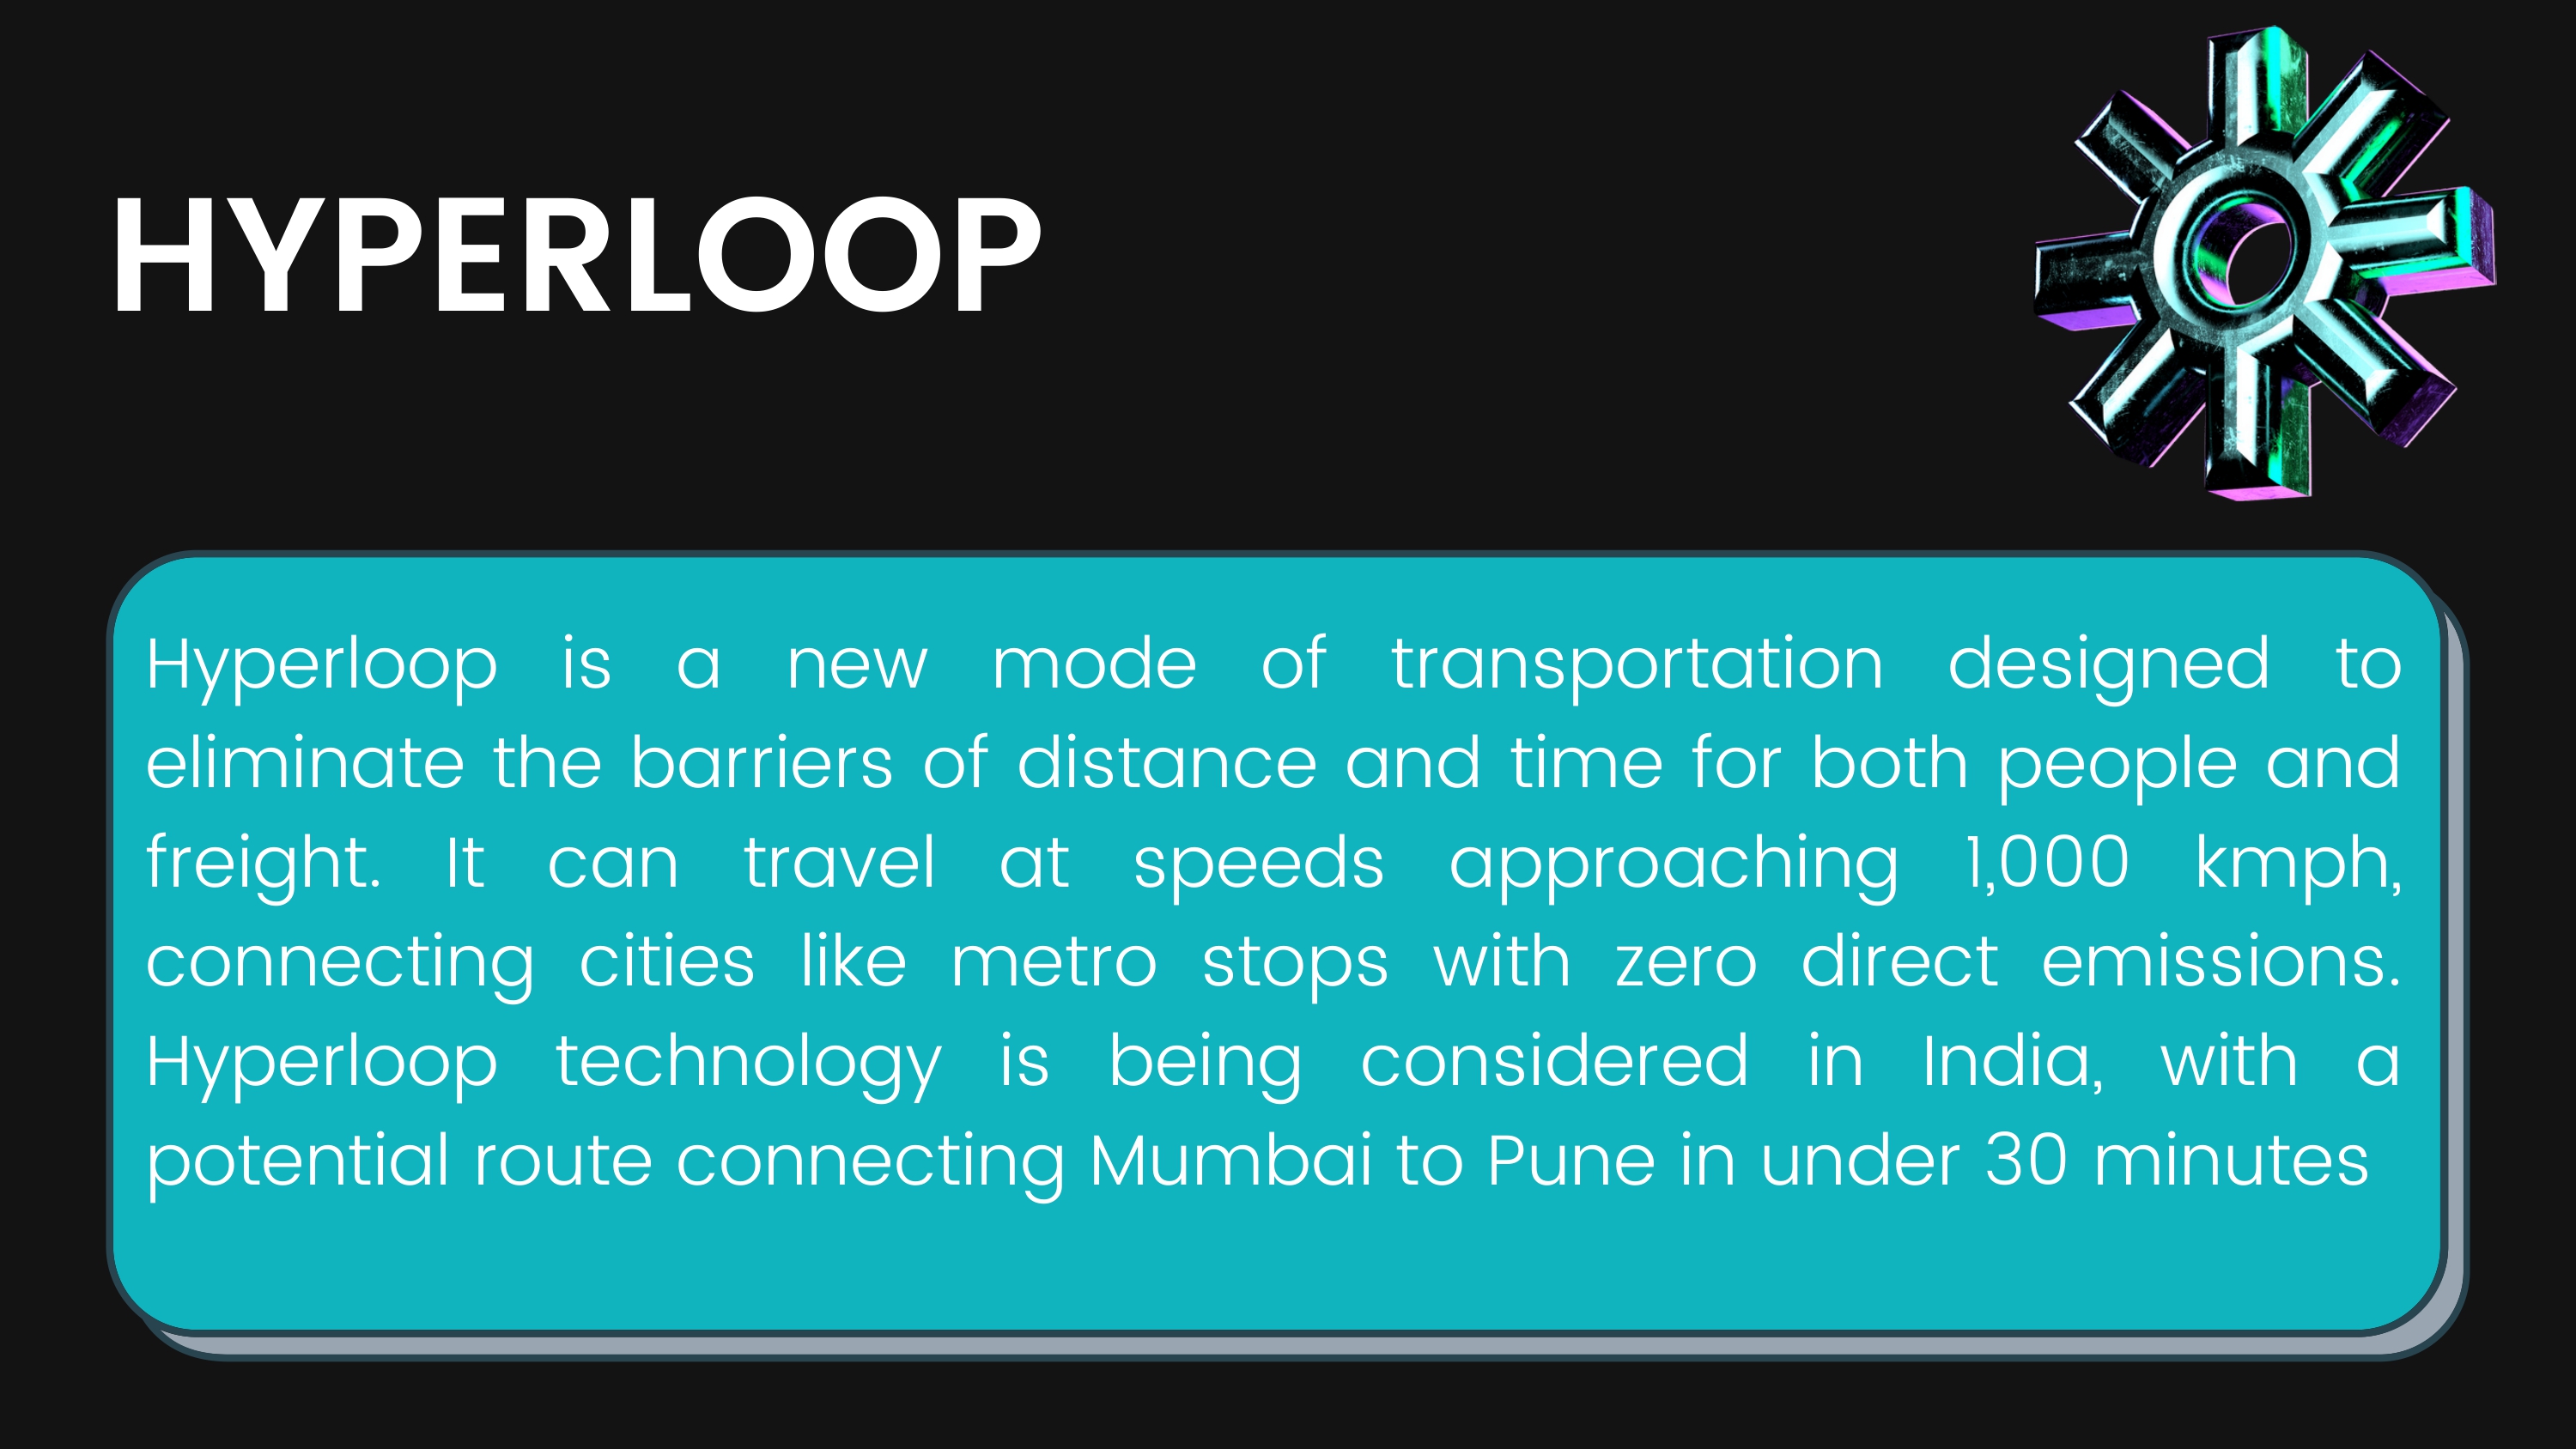 HYPERLOOP
Hyperloop is a new mode of transportation designed to
eliminate the barriers of distance and time for both people and
freight. It can travel at speeds approaching 1,000 kmph,
connecting cities like metro stops with zero direct emissions.
Hyperloop technology is being considered in India, with a
potential route connecting Mumbai to Pune in under 30 minutes